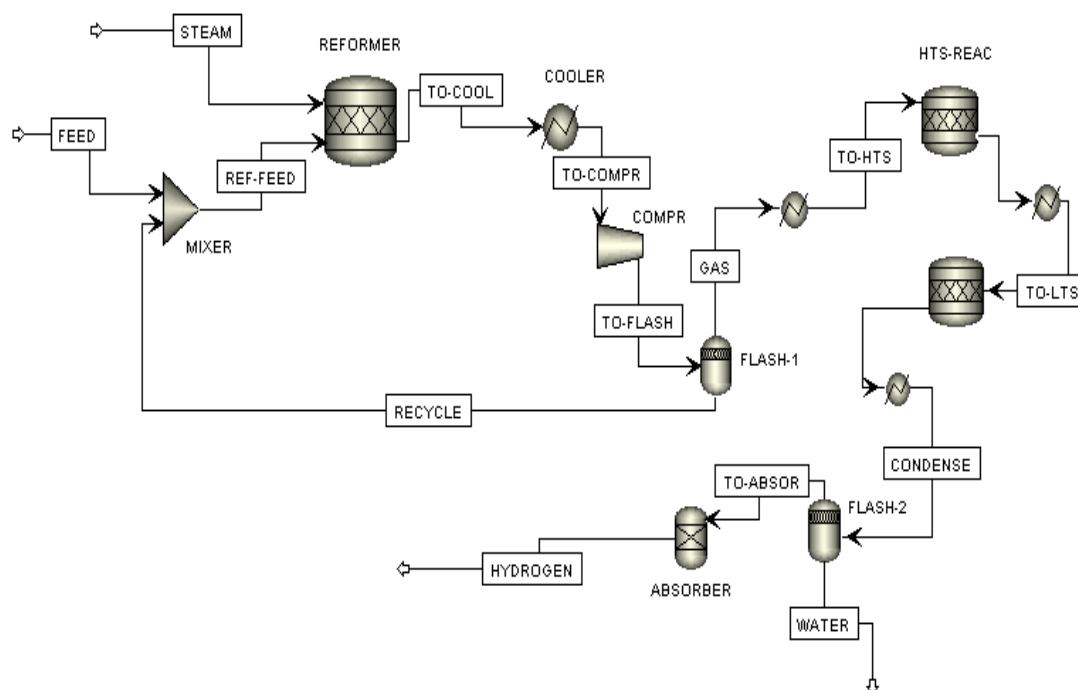 STEAM
REFORMER
HTS-REAC
TO-COOL
COOLER
FEED
TO-HTS
REF-FEED
TO-COMPR
COMPR
MIXER
GAS
TO-LTS
TO-FLASH
FLASH-1
RECYCLE
CONDENSE
TO-ABSOR
FLASH-2
HYDROGEN
ABSORBER
WATER